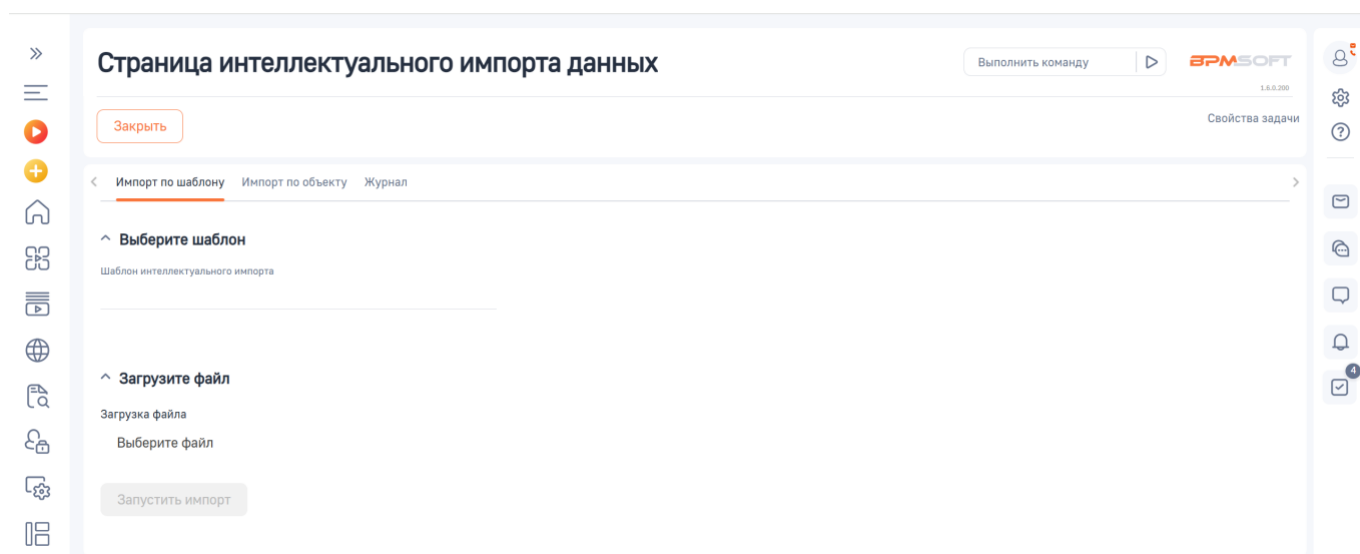 Страница интеллектуального импорта данных
Выполнить команду
BPMSOFT
1.6.0.200
Закрыть
Свойства задачи
Импорт по шаблону Импорт по объекту Журнал
Выберите шаблон
Шаблон интеллектуального импорта
Загрузите файл
Загрузка файла
Выберите файл
Запустить импорт
4